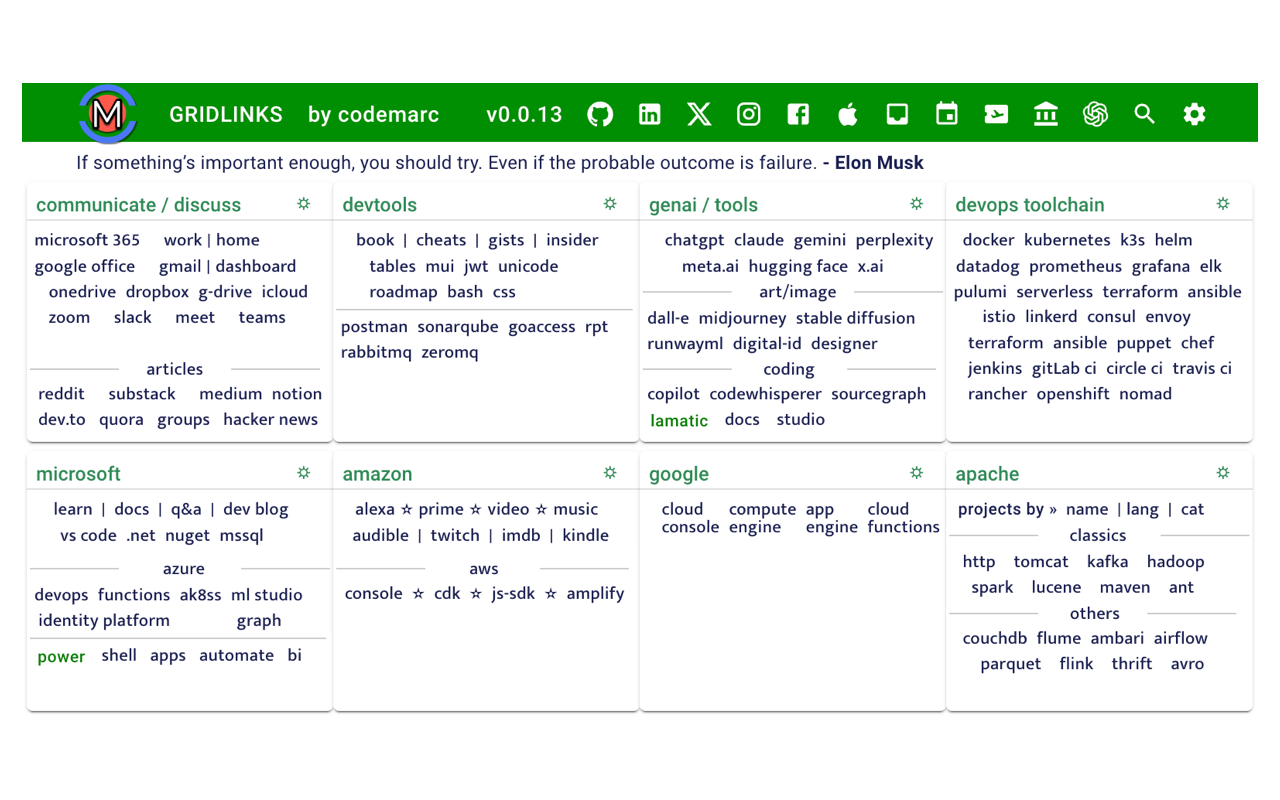 M GRIDLINKS by codemarc v0.0.13
If something's important enough, you should try. Even if the probable outcome is failure. - Elon Musk
communicate / discuss
microsoft 365 work | home
google office gmail | dashboard
onedrive dropbox g-drive icloud
zoom slack meet teams
articles
reddit substack medium notion
dev.to quora groups hacker news
devtools
book | cheats | gists | insider
tables mui jwt unicode
roadmap bash css
postman sonarqube goaccess rpt
rabbitmq zeromq
genai / tools
chatgpt claude gemini perplexity
meta.ai hugging face x.ai
art/image
dall-e midjourney stable diffusion
runwayml digital-id designer
coding
copilot codewhisperer sourcegraph
lamatic docs studio
devops toolchain
docker kubernetes k3s helm
datadog prometheus grafana elk
pulumi serverless terraform ansible
istio linkerd consul envoy
terraform ansible puppet chef
jenkins gitLab ci circle ci travis ci
rancher openshift nomad
microsoft
learn | docs | q&a | dev blog
vs code .net nuget mssql
azure
devops functions ak8ss ml studio
identity platform graph
power shell apps automate bi
amazon
alexa ☆ prime ☆ video ☆ music
audible | twitch | imdb | kindle
aws
console ☆ cdk ☆ js-sdk ☆ amplify
google
cloud compute app cloud
console engine engine functions
apache
projects by » name | lang | cat
classics
http tomcat kafka hadoop
spark lucene maven ant
others
couchdb flume ambari airflow
parquet flink thrift avro